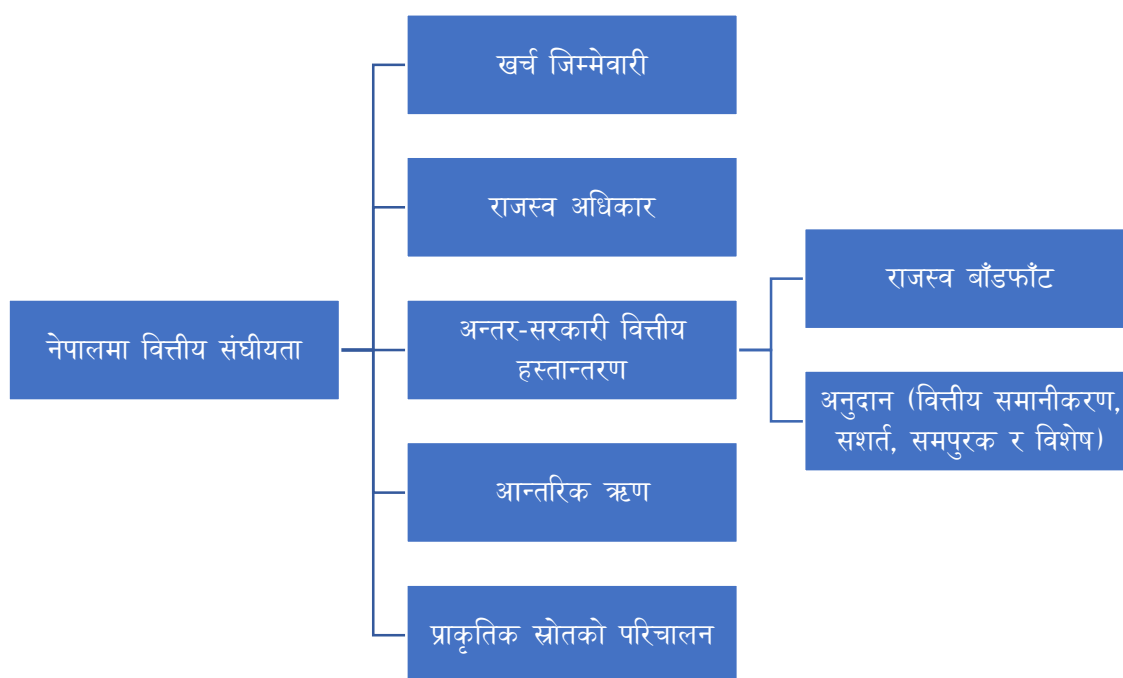 नेपालमा वित्तीय संघीयता
खर्च जिम्मेवारी
राजस्व अधिकार
अन्तर-सरकारी वित्तीय
हस्तान्तरण
राजस्व बाँडफाँट
अनुदान (वित्तीय समानीकरण,
सशर्त, समपुरक र विशेष)
आन्तरिक ऋण
प्राकृतिक स्रोतको परिचालन